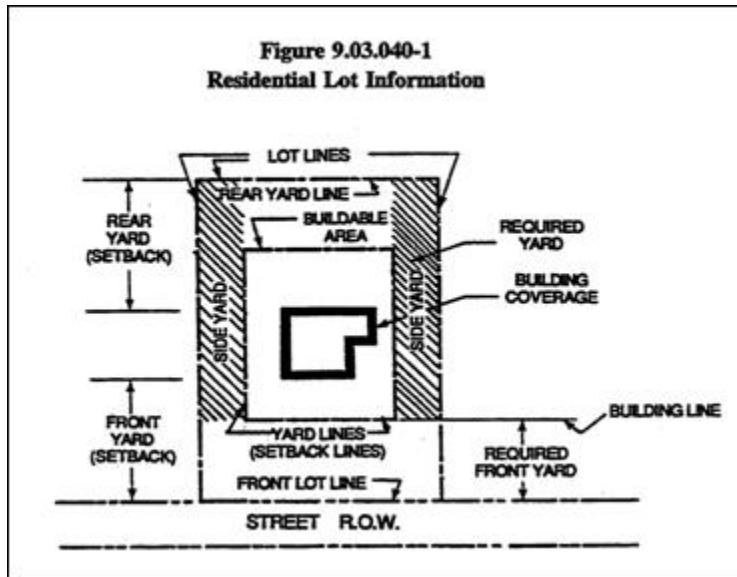 Figure 9.03.040-1
Residential Lot Information
LOT LINES
REAR YARD LINE
REAR
YARD
(SETBACK)
BUILDABLE
AREA
REQUIRED
YARD
BUILDING
COVERAGE
SIDE YARD
SIDE YARD
FRONT
YARD
(SETBACK)
YARD LINES
(SETBACK LINES)
BUILDING LINE
REQUIRED
FRONT YARD
FRONT LOT LINE
STREET R.O.W.